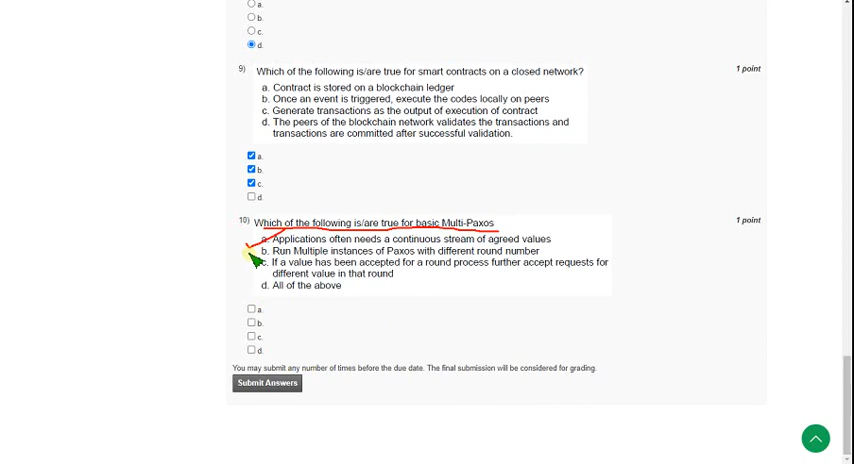 a.
b.
c.
d.
9) Which of the following is/are true for smart contracts on a closed network? 1 point
a. Contract is stored on a blockchain ledger
b. Once an event is triggered, execute the codes locally on peers
c. Generate transactions as the output of execution of contract
d. The peers of the blockchain network validates the transactions and
transactions are committed after successful validation.
a.
b.
c.
d.
10) Which of the following is/are true for basic Multi-Paxos 1 point
a. Applications often needs a continuous stream of agreed values
b. Run Multiple instances of Paxos with different round number
c. If a value has been accepted for a round process further accept requests for
different value in that round
d. All of the above
a.
b.
c.
d.
You may submit any number of times before the due date. The final submission will be considered for grading.
Submit Answers